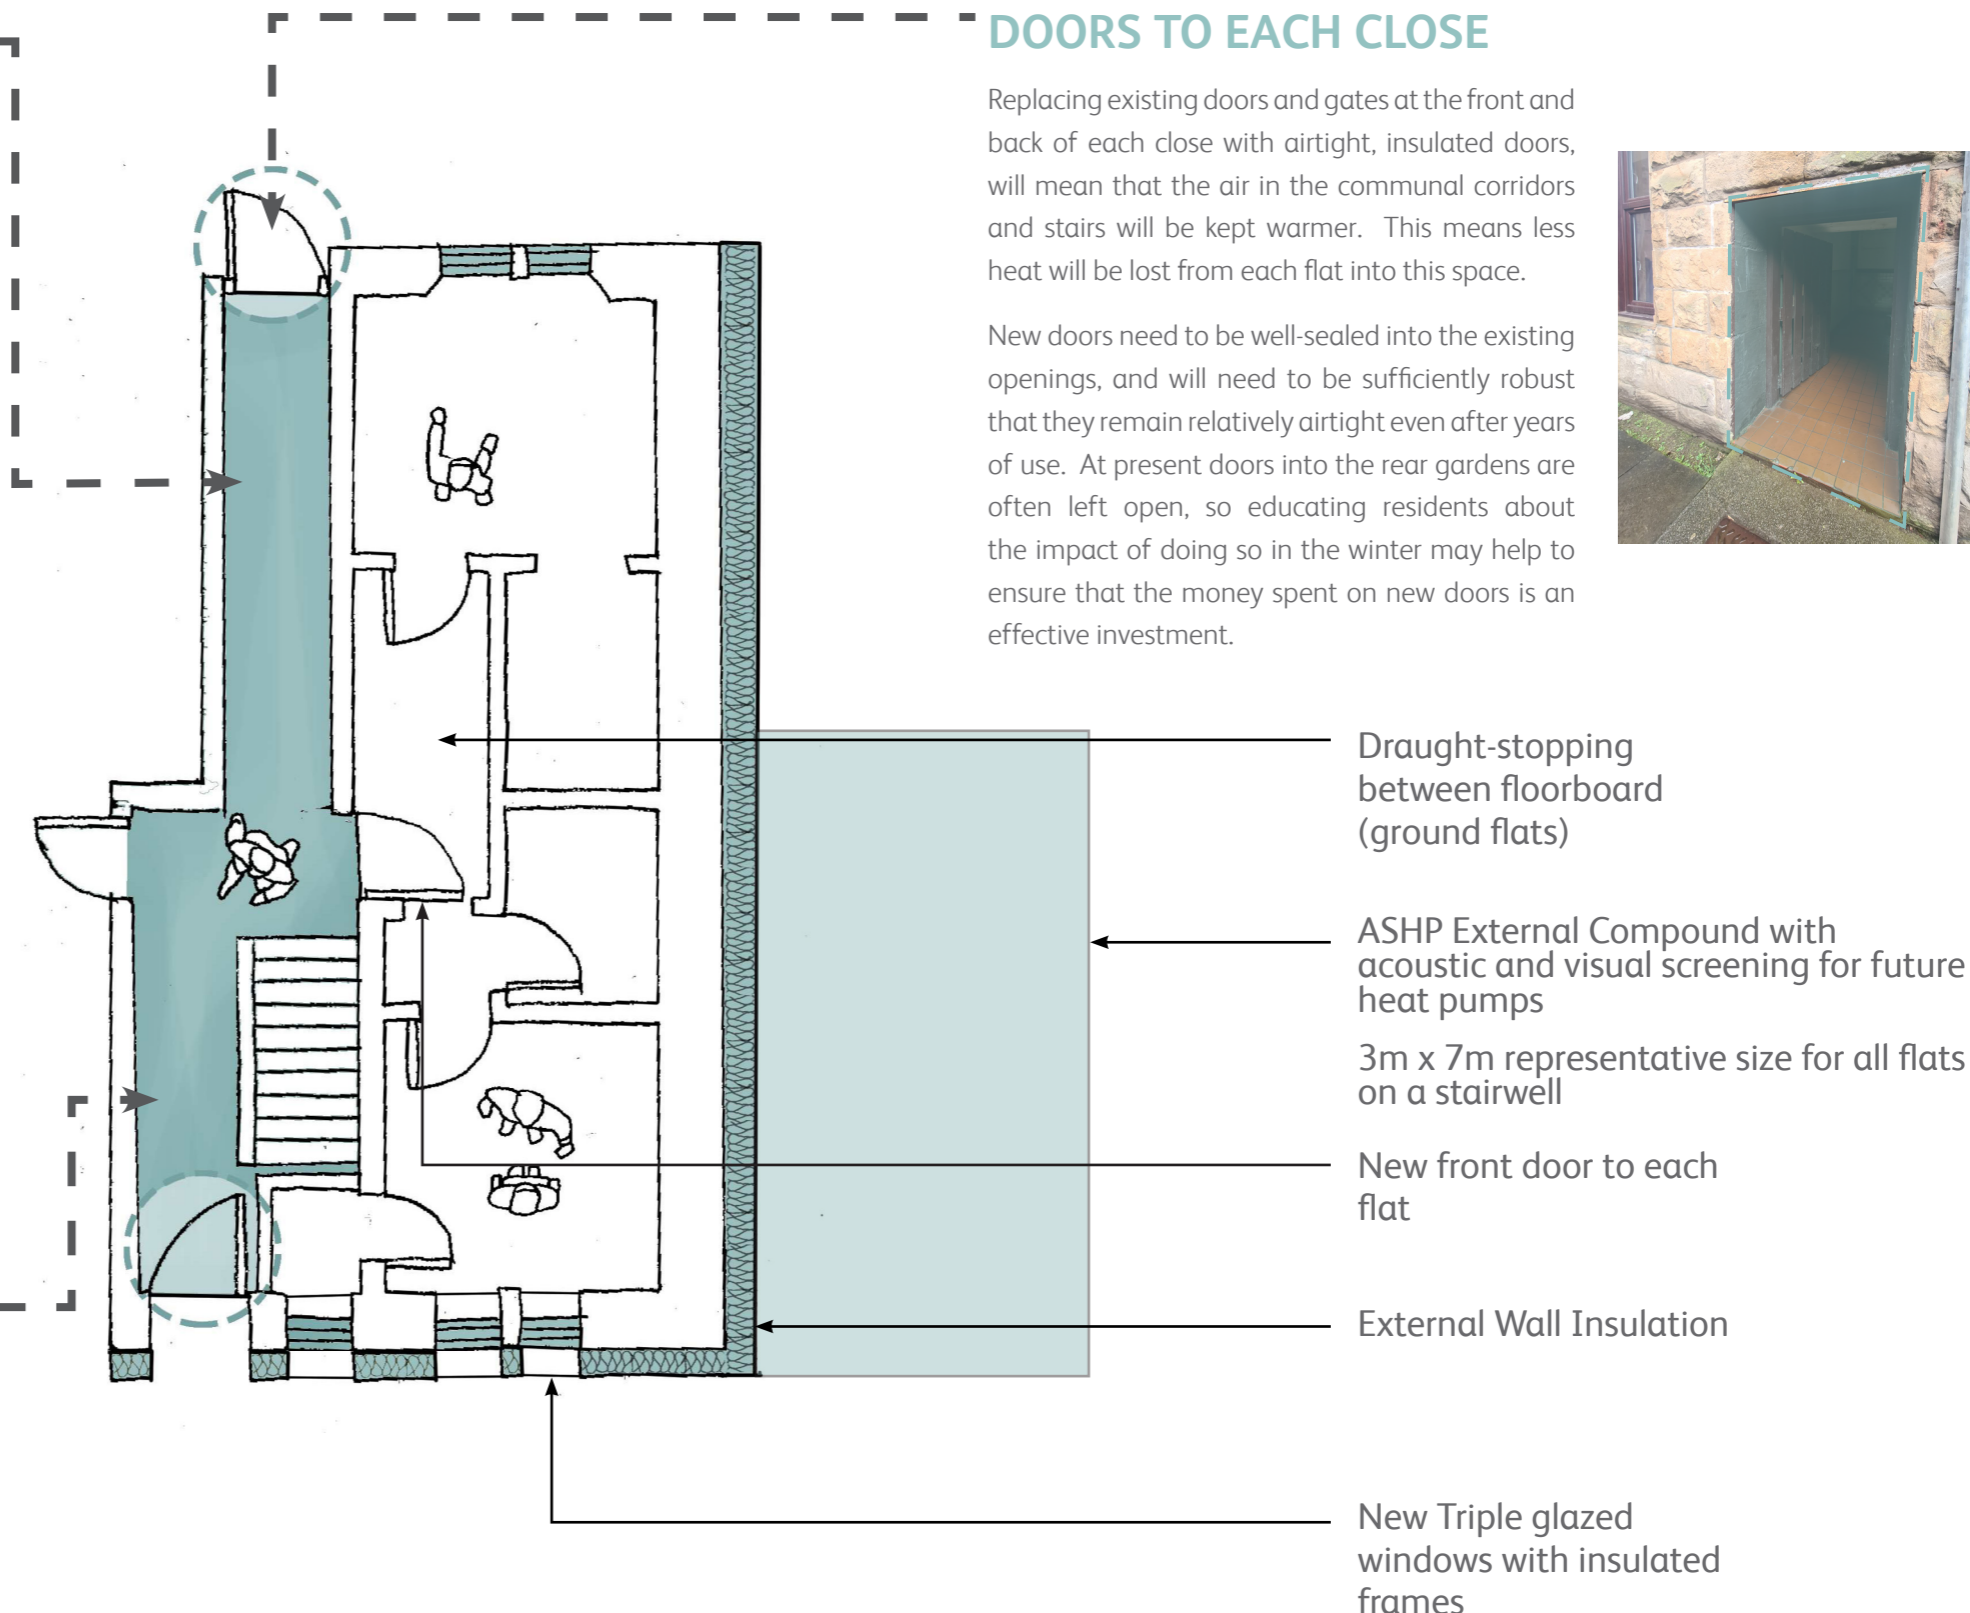 DOORS TO EACH CLOSE
Replacing existing doors and gates at the front and
back of each close with airtight, insulated doors,
will mean that the air in the communal corridors
and stairs will be kept warmer. This means less
heat will be lost from each flat into this space.
New doors need to be well-sealed into the existing
openings, and will need to be sufficiently robust
that they remain relatively airtight even after years
of use. At present doors into the rear gardens are
often left open, so educating residents about
the impact of doing so in the winter may help to
ensure that the money spent on new doors is an
effective investment.
Draught-stopping
between floorboard
(ground flats)
ASHP External Compound with
acoustic and visual screening for future
heat pumps
3m x 7m representative size for all flats
on a stairwell
New front door to each
flat
External Wall Insulation
New Triple glazed
windows with insulated
frames